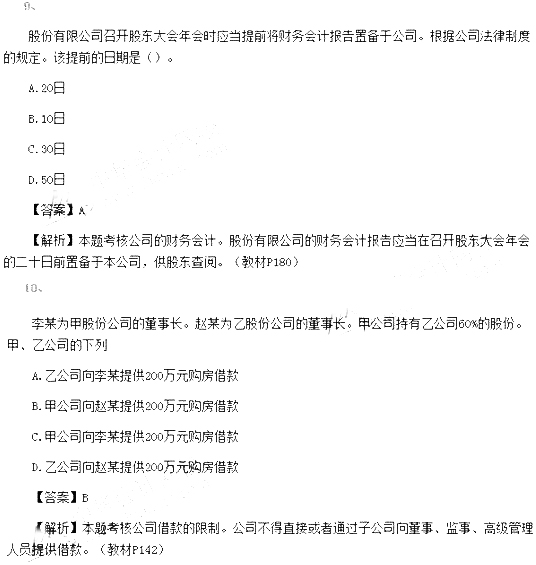 9、
股份有限公司召开股东大会年会时应当提前将财务会计报告置备于公司。根据公司法律制度
的规定。该提前的日期是（）。
A.20日
B.10日
C.30日
D.50日
【答案】A
【解析】本题考核公司的财务会计。股份有限公司的财务会计报告应当在召开股东大会年会
的二十日前置备于本公司，供股东查阅。（教材P180）
10、
李某为甲股份公司的董事长。赵某为乙股份公司的董事长。甲公司持有乙公司60%的股份。
甲、乙公司的下列
A.乙公司向李某提供200万元购房借款
B.甲公司向赵某提供200万元购房借款
C.甲公司向李某提供200万元购房借款
D.乙公司向赵某提供200万元购房借款
【答案】B
【解析】本题考核公司借款的限制。公司不得直接或者通过子公司向董事、监事、高级管理
人员提供借款。（教材P142）